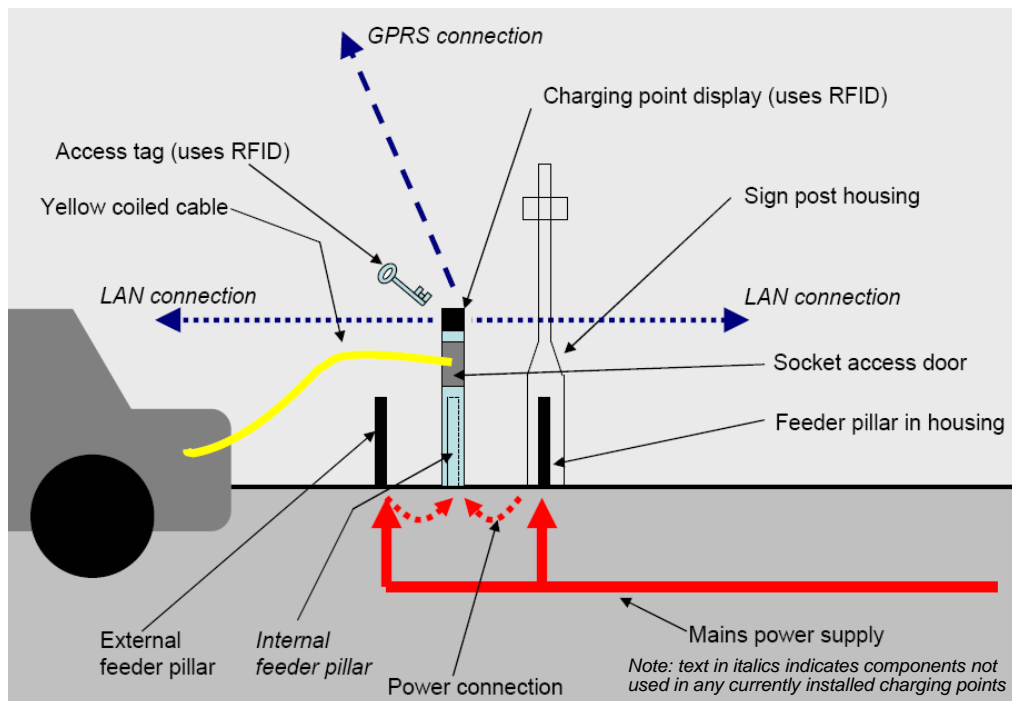 GPRS connection
Charging point display (uses RFID)
Access tag (uses RFID)
Yellow coiled cable
Sign post housing
LAN connection
LAN connection
Socket access door
Feeder pillar in housing
External
feeder pillar
Internal
feeder pillar
Power connection
Mains power supply
Note: text in italics indicates components not
used in any currently installed charging points